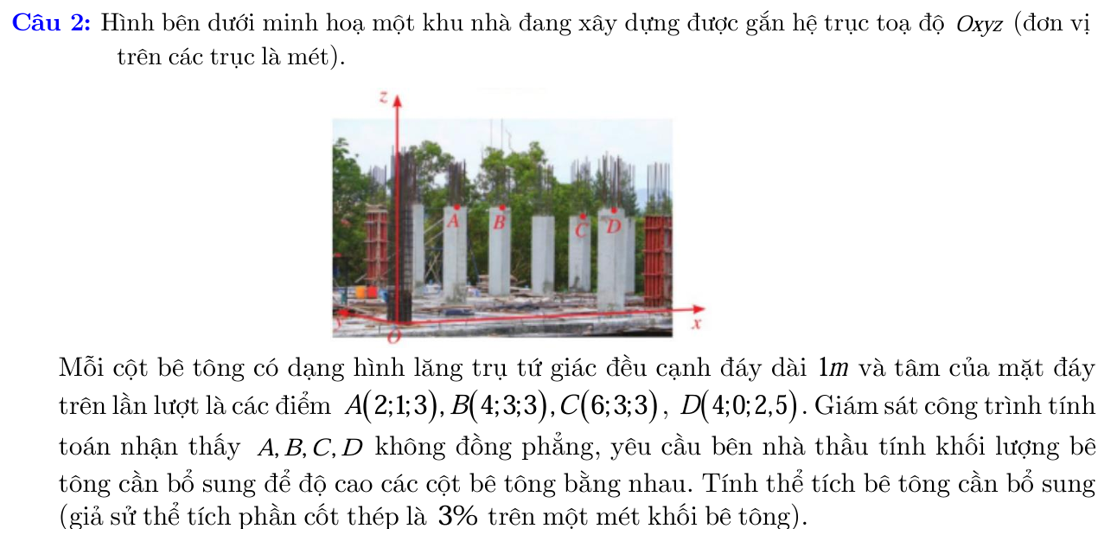 Câu 2: Hình bên dưới minh hoạ một khu nhà đang xây dựng được gắn hệ trục toạ độ Oxyz (đơn vị
trên các trục là mét).
z
A B C D
x
O
Mỗi cột bê tông có dạng hình lăng trụ tứ giác đều cạnh đáy dài 1m và tâm của mặt đáy
trên lần lượt là các điểm A(2;1;3), B(4;3;3), C(6;3;3), D(4;0;2,5). Giám sát công trình tính
toán nhận thấy A, B, C, D không đồng phẳng, yêu cầu bên nhà thầu tính khối lượng bê
tông cần bổ sung để độ cao các cột bê tông bằng nhau. Tính thể tích bê tông cần bổ sung
(giả sử thể tích phần cốt thép là 3% trên một mét khối bê tông).